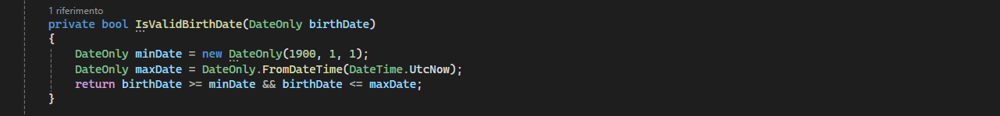 1 riferimento
private bool IsValidBirthDate(DateOnly birthDate)
{
DateOnly minDate = new DateOnly(1900, 1, 1);
DateOnly maxDate = DateOnly.FromDateTime(DateTime.UtcNow);
return birthDate >= minDate && birthDate <= maxDate;
}